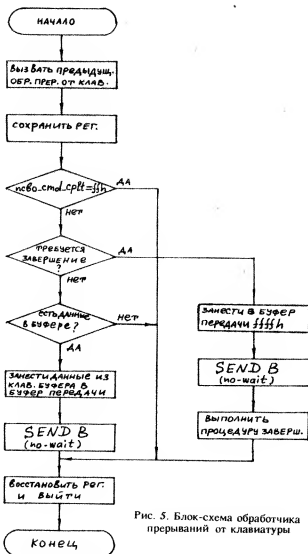 НАЧАЛО
ВЫЗВАТЬ ПРЕДЫДУЩ.
ОБР. ПРЕР. ОТ КЛАВ.
СОХРАНИТЬ РЕГ.
ncbo_cmd_cplt=ffh
ДА
НЕТ
ТРЕБУЕТСЯ
ЗАВЕРШЕНИЕ
?
ДА
НЕТ
ЕСТЬ ДАННЫЕ
В БУФЕРЕ?
НЕТ
ДА
ЗАНЕСТИ В БУФЕР
ПЕРЕДАЧИ ffffh
ЗАНЕСТИ ДАННЫЕ ИЗ
КЛАВ. БУФЕРА В
БУФЕР ПЕРЕДАЧИ
SEND B
(no-wait)
SEND B
(no-wait)
ВЫПОЛНИТЬ
ПРОЦЕДУРУ ЗАВЕРШ.
ВОССТАНОВИТЬ РЕГ.
И ВЫЙТИ
КОНЕЦ
Рис. 5. Блок-схема обработчика
прерываний от клавиатуры